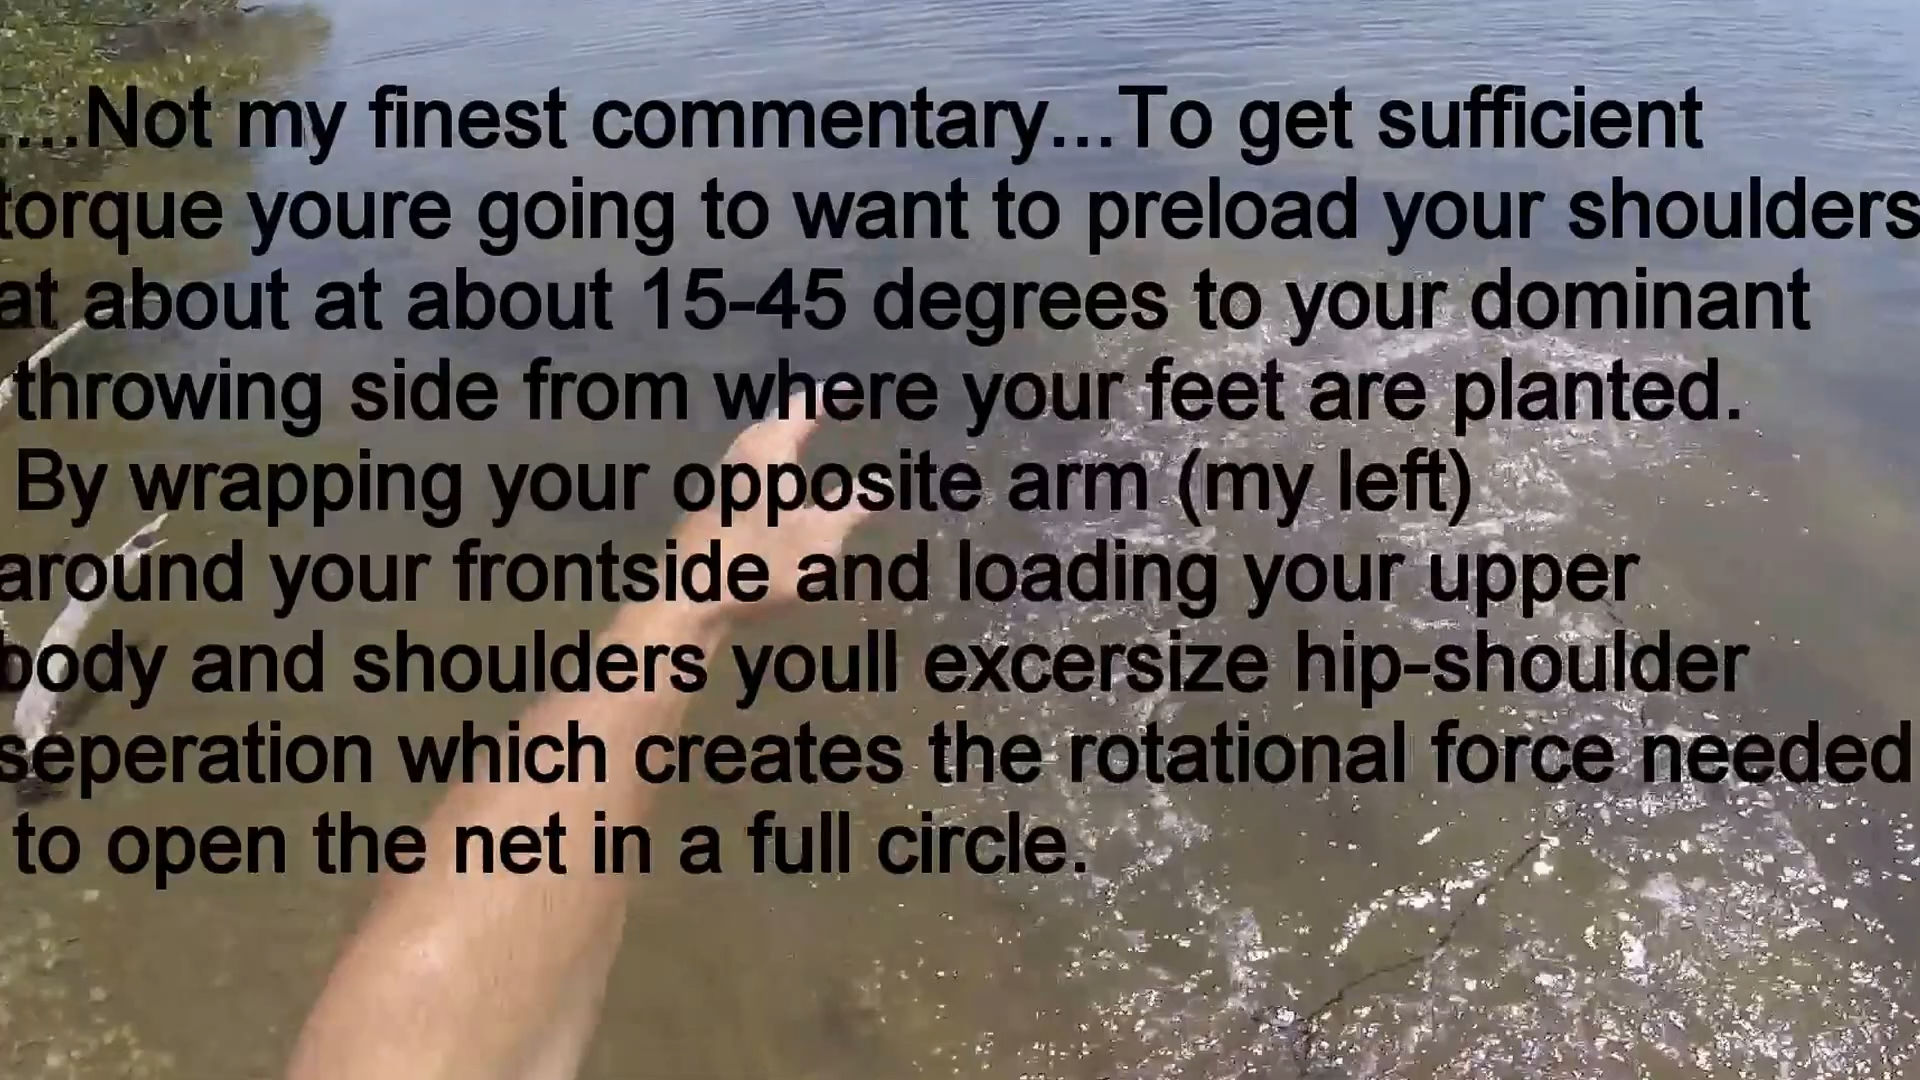 ....Not my finest commentary...To get sufficient
torque youre going to want to preload your shoulders
at about at about 15-45 degrees to your dominant
throwing side from where your feet are planted.
By wrapping your opposite arm (my left)
around your frontside and loading your upper
body and shoulders youll excersize hip-shoulder
seperation which creates the rotational force needed
to open the net in a full circle.